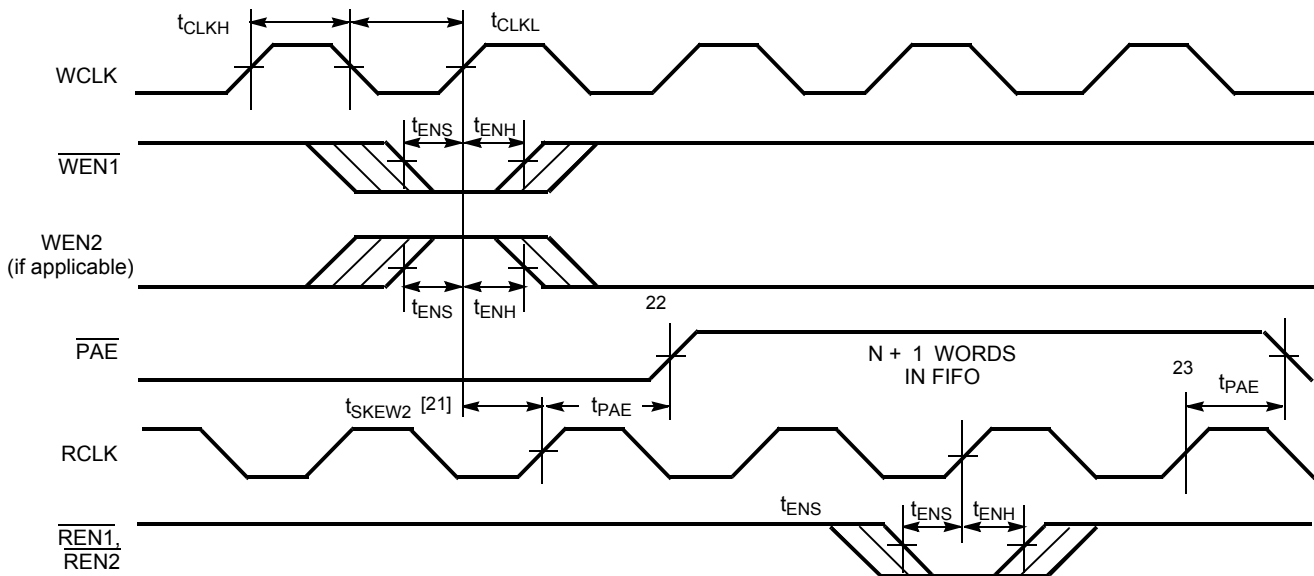 tCLKH
tCLKL
WCLK
tENS
tENH
WEN1
WEN2
(if applicable)
tENS
tENH
22
PAE
N + 1 WORDS
IN FIFO
23
tSKEW2 [21]
tPAE
tPAE
RCLK
tENS
tENS
tENH
REN1,
REN2